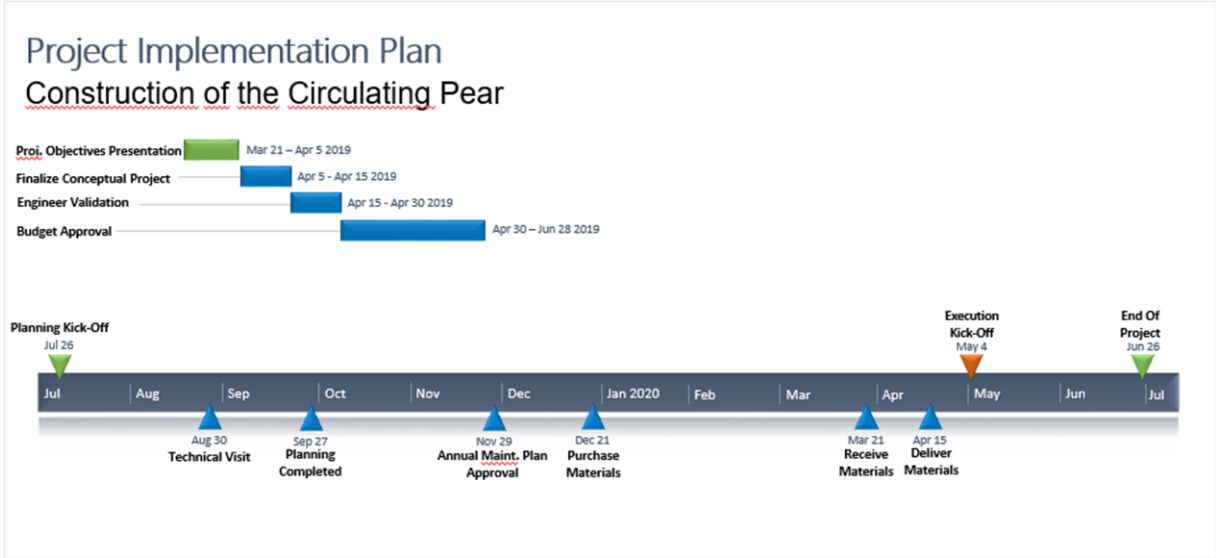 Project Implementation Plan
Construction of the Circulating Pear
Proj. Objectives Presentation Mar 21 – Apr 5 2019
Finalize Conceptual Project Apr 5 - Apr 15 2019
Engineer Validation Apr 15 - Apr 30 2019
Budget Approval Apr 30 – Jun 28 2019
Planning Kick-Off
Jul 26
Execution
Kick-Off
May 4
End Of
Project
Jun 26
Jul Aug Sep Oct Nov Dec Jan 2020 Feb Mar Apr May Jun Jul
Aug 30
Technical Visit
Sep 27
Planning
Completed
Nov 29
Annual Maint. Plan
Approval
Dec 21
Purchase
Materials
Mar 21
Receive
Materials
Apr 15
Deliver
Materials